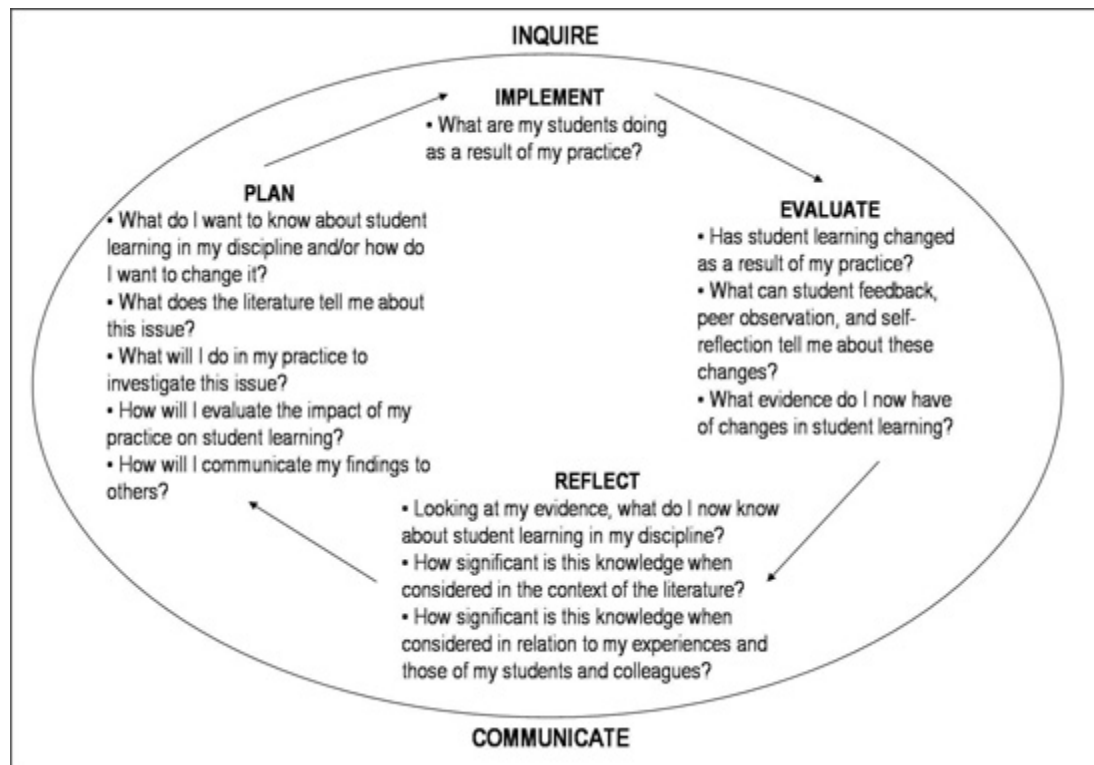 INQUIRE
IMPLEMENT
• What are my students doing
as a result of my practice?
PLAN
• What do I want to know about student
learning in my discipline and/or how do
I want to change it?
• What does the literature tell me about
this issue?
• What will I do in my practice to
investigate this issue?
• How will I evaluate the impact of my
practice on student learning?
• How will I communicate my findings to
others?
EVALUATE
• Has student learning changed
as a result of my practice?
• What can student feedback,
peer observation, and self-
reflection tell me about these
changes?
• What evidence do I now have
of changes in student learning?
REFLECT
• Looking at my evidence, what do I now know
about student learning in my discipline?
• How significant is this knowledge when
considered in the context of the literature?
• How significant is this knowledge when
considered in relation to my experiences and
those of my students and colleagues?
COMMUNICATE